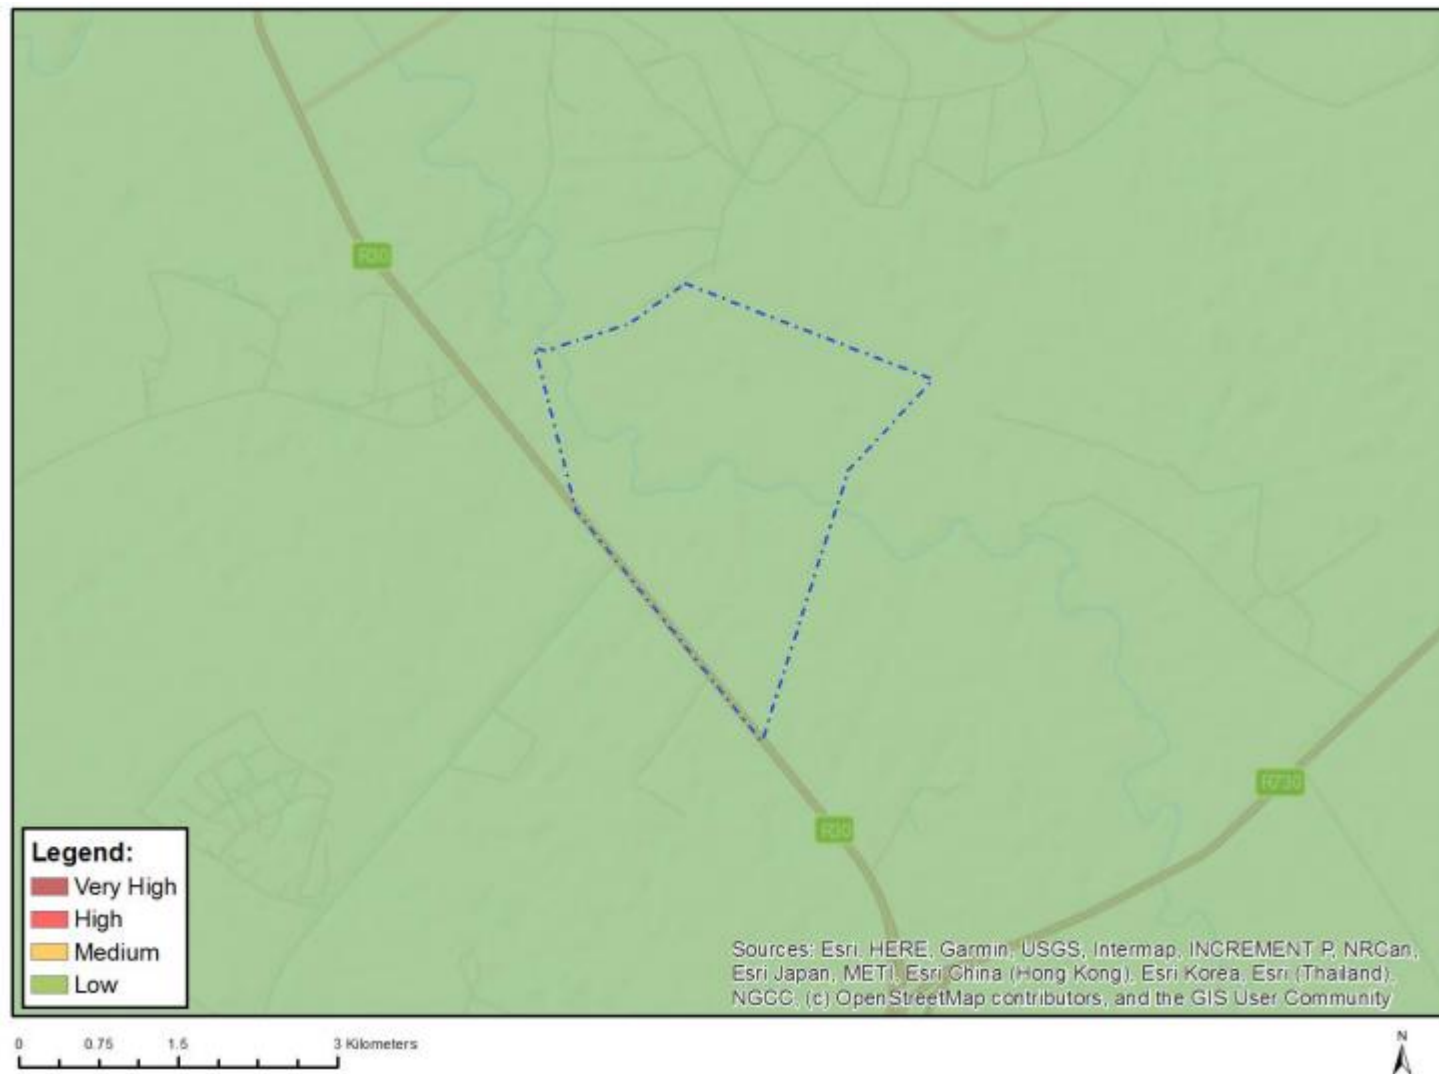 R30
R730
R30
Legend:
Very High
High
Medium
Low
Sources: Esri, HERE, Garmin, USGS, Intermap, INCREMENT P, NRCan,
Esri Japan, METI, Esri China (Hong Kong), Esri Korea, Esri (Thailand),
NGCC, (c) OpenStreetMap contributors, and the GIS User Community
0 0.75 1.5 3 Kilometers
N